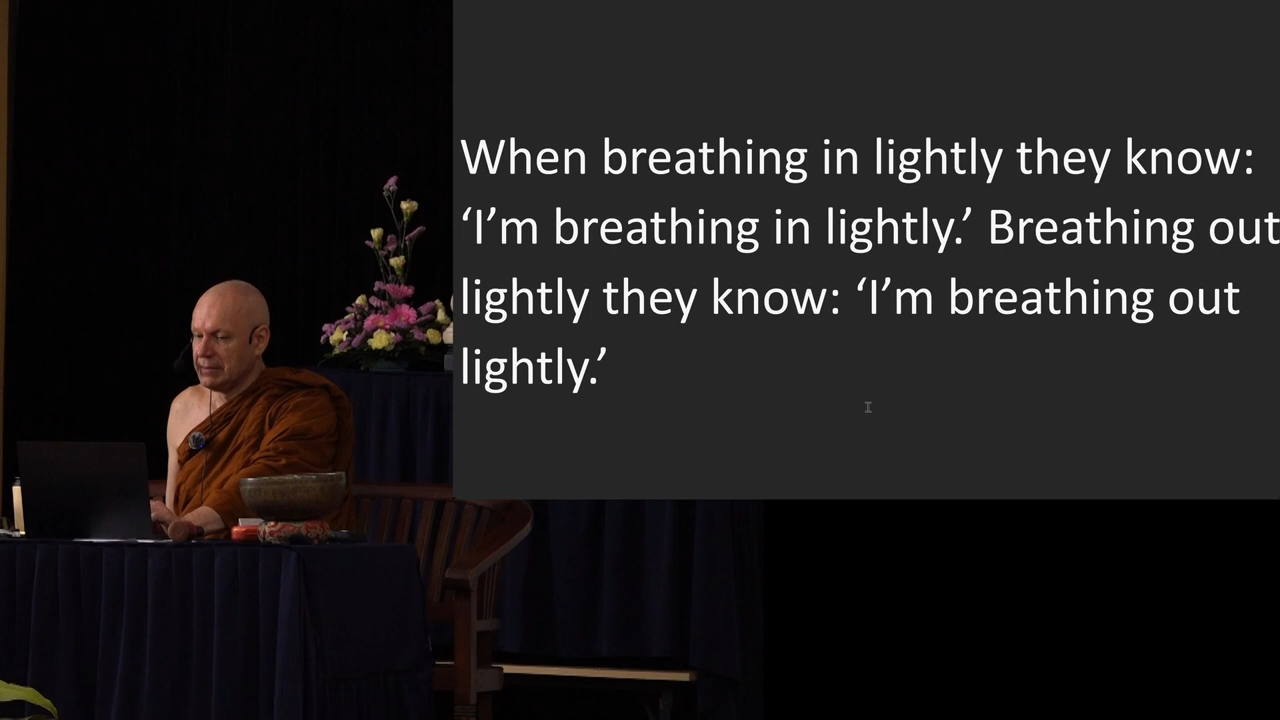 When breathing in lightly they know:
‘I’m breathing in lightly.’ Breathing out
lightly they know: ‘I’m breathing out
lightly.’